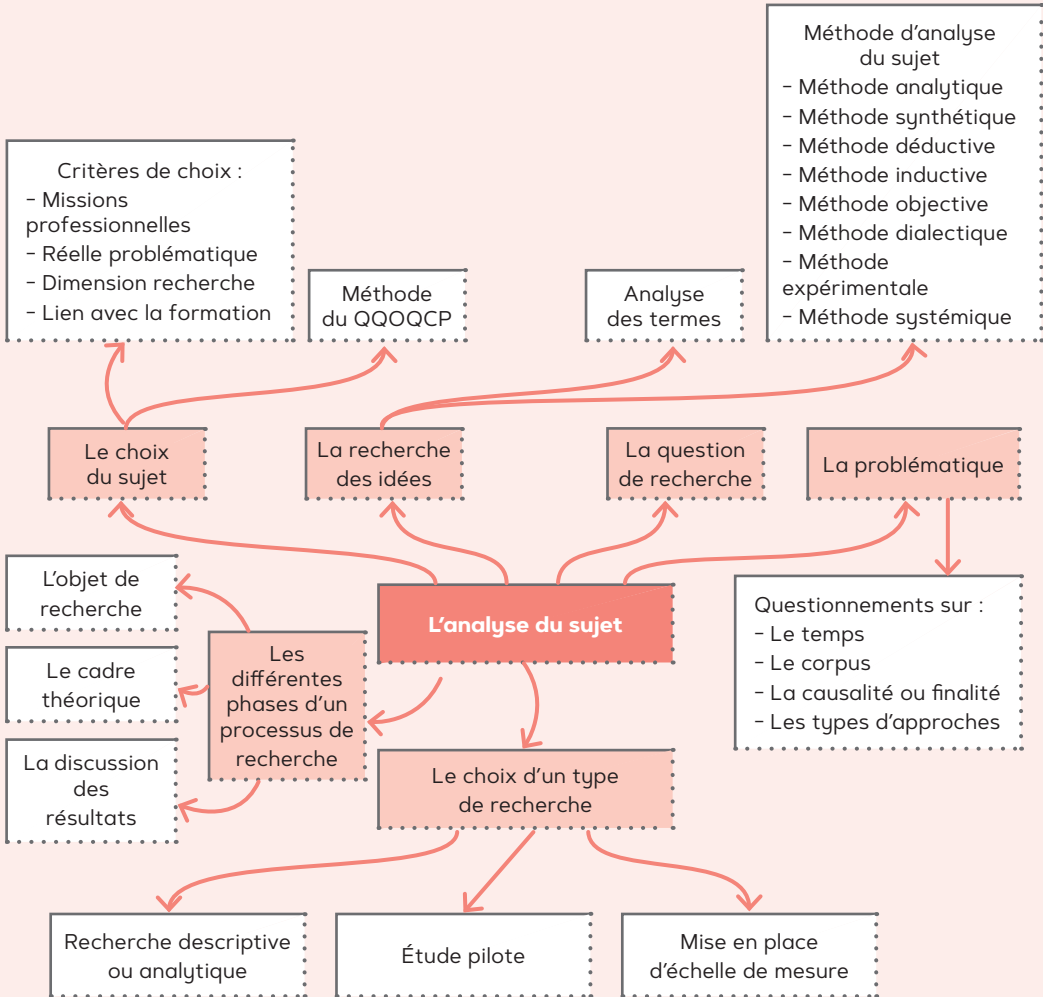 Méthode d'analyse
du sujet
- Méthode analytique
- Méthode synthétique
- Méthode déductive
- Méthode inductive
- Méthode objective
- Méthode dialectique
- Méthode
expérimentale
- Méthode systémique
Critères de choix :
- Missions
professionnelles
- Réelle problématique
- Dimension recherche
- Lien avec la formation
Méthode
du QQOQCP
Analyse
des termes
Le choix
du sujet
La recherche
des idées
La question
de recherche
La problématique
L'objet de
recherche
Le cadre
théorique
La discussion
des
résultats
Les
différentes
phases d'un
processus de
recherche
L'analyse du sujet
Questionnements sur :
- Le temps
- Le corpus
- La causalité ou finalité
- Les types d'approches
Le choix d'un type
de recherche
Recherche descriptive
ou analytique
Étude pilote
Mise en place
d'échelle de mesure